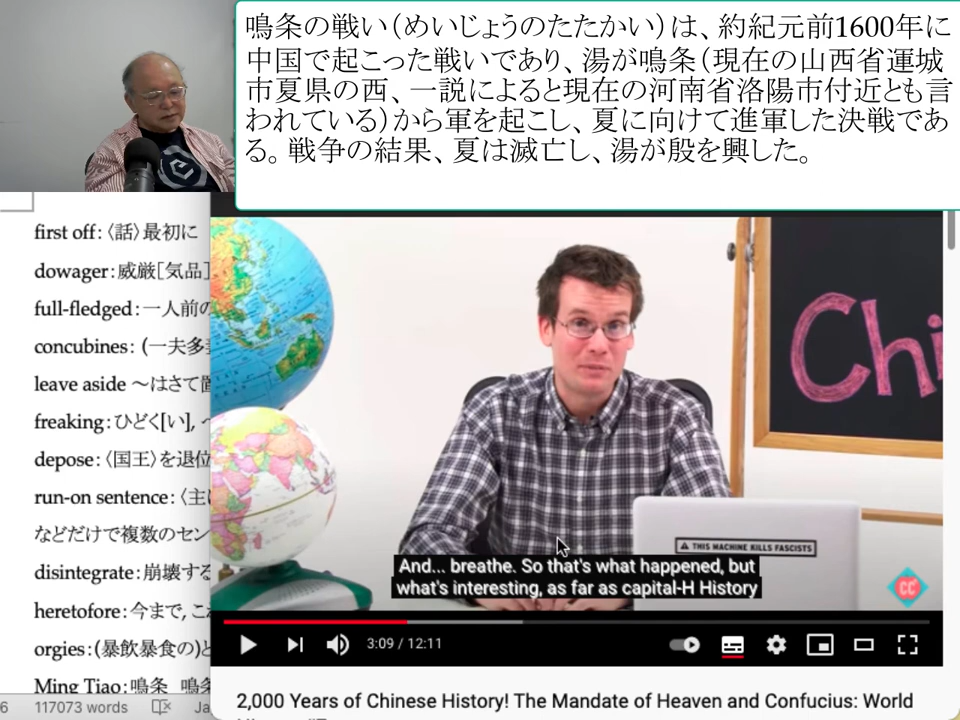 鳴条の戦い（めいじょうのたたかい）は、約紀元前1600年に
中国で起こった戦いであり、湯が鳴条（現在の山西省運城
市夏県の西、一説によると現在の河南省洛陽市付近とも言
われている）から軍を起こし、夏に向けて進軍した決戦であ
る。戦争の結果、夏は滅亡し、湯が殷を興した。
first off:〈話〉最初に
dowager:威厳[気品]
full-fledged:一人前の
concubines: (一夫多妻
leave aside 〜はさて置
freaking:ひどく[い],
depose:〈国王〉を退位
run-on sentence:〈主
などだけで複数のセン
disintegrate:崩壊する
heretofore:今まで,
orgies:(暴飲暴食の)
Ming Tiao:鳴条 鳴条
6 117073 words Ja
Chi
THIS MACHINE KILLS FASCISTS
And... breathe. So that's what happened, but
what's interesting, as far as capital-H History
CC
3:09 / 12:11
2,000 Years of Chinese History! The Mandate of Heaven and Confucius: World